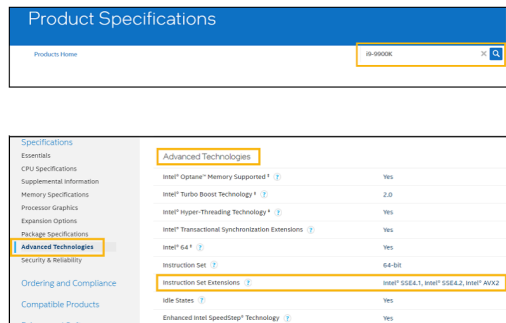 Product Specifications
Products Home
i9-9900K
Specifications
Essentials
CPU Specifications
Supplemental Information
Memory Specifications
Processor Graphics
Expansion Options
Package Specifications
Advanced Technologies
Security & Reliability
Ordering and Compliance
Compatible Products
Advanced Technologies
Intel® Optane™ Memory Supported ‡ ? Yes
Intel® Turbo Boost Technology ‡ ? 2.0
Intel® Hyper-Threading Technology ‡ ? Yes
Intel® Transactional Synchronization Extensions ? Yes
Intel® 64 ‡ ? Yes
Instruction Set ? 64-bit
Instruction Set Extensions ? Intel® SSE4.1, Intel® SSE4.2, Intel® AVX2
Idle States ? Yes
Enhanced Intel SpeedStep® Technology ? Yes